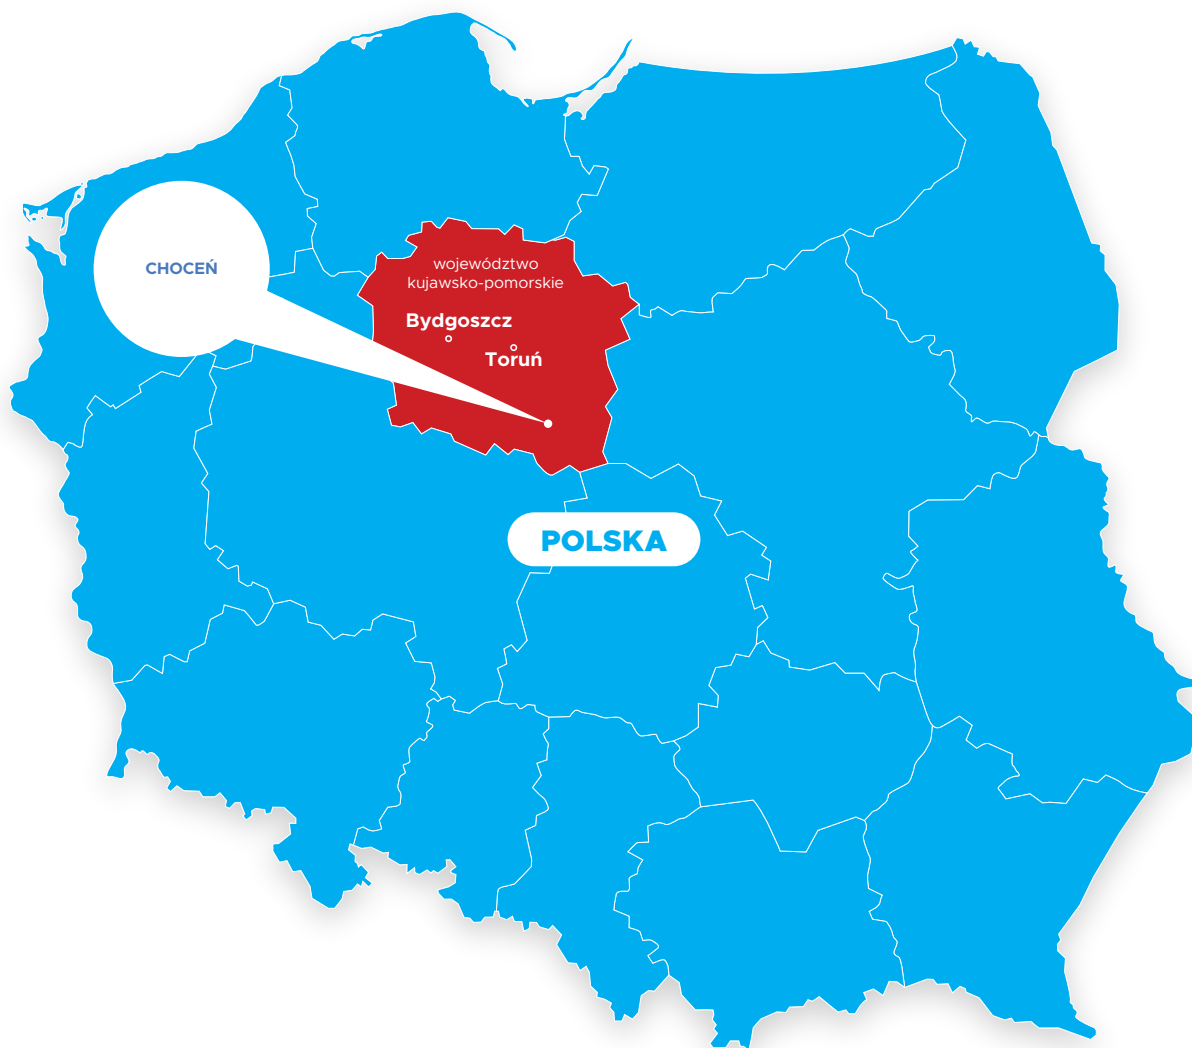 województwo
kujawsko-pomorskie
CHOCEŃ
Bydgoszcz
Toruń
POLSKA